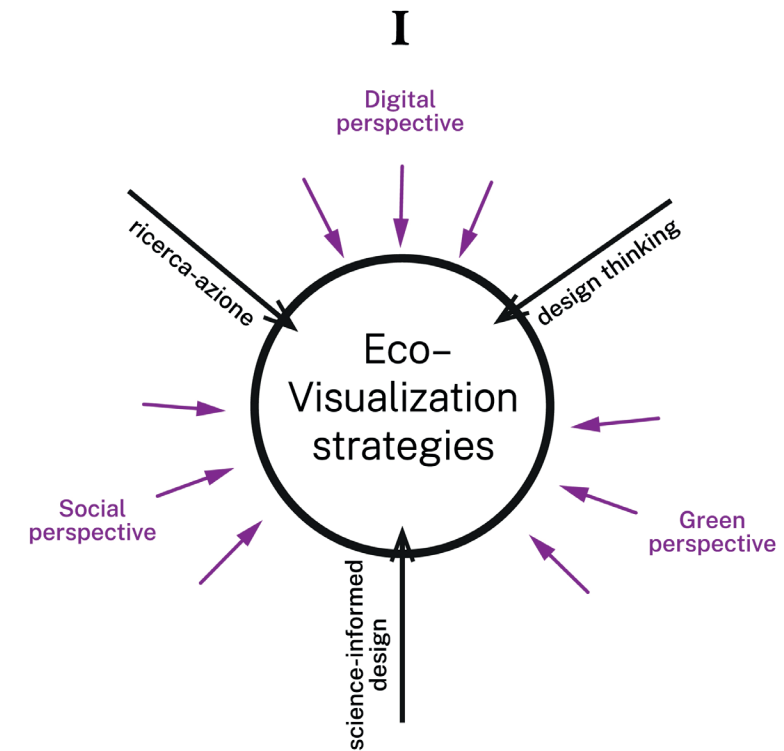 I
Digital
perspective
ricerca-azione
design thinking
Eco–
Visualization
strategies
Social
perspective
Green
perspective
science-informed
design